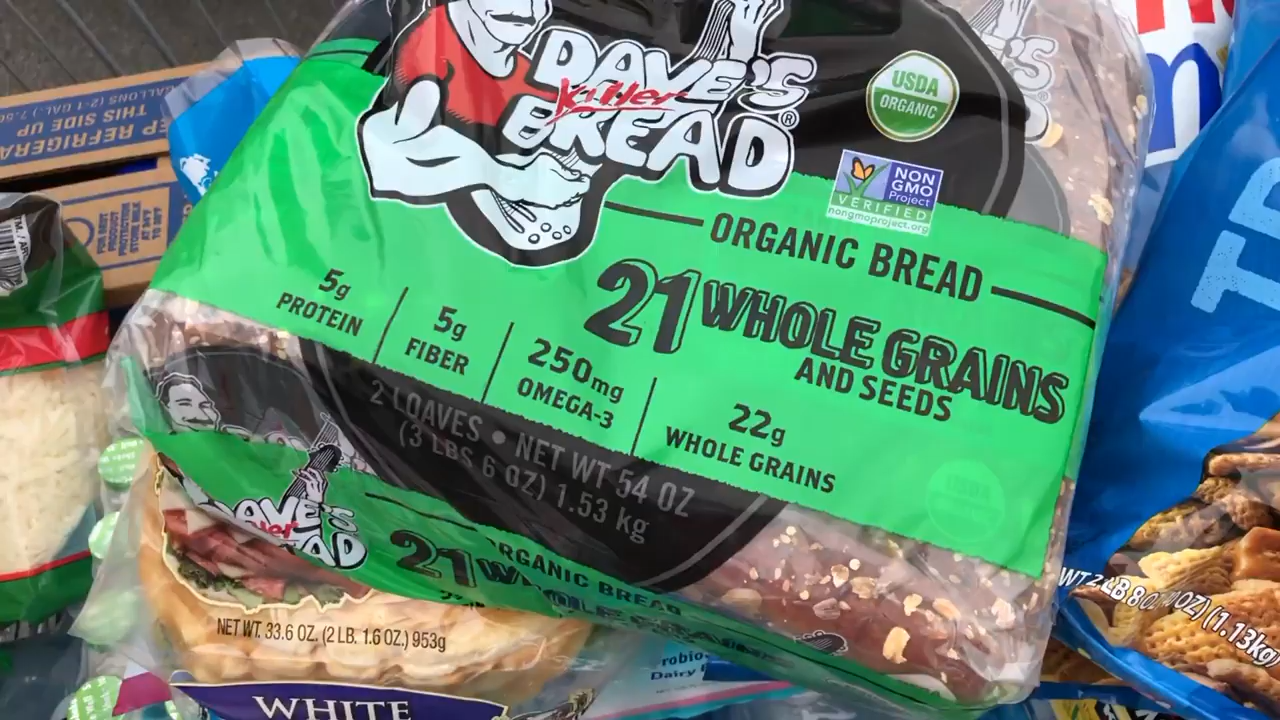 DAVE'S
Killer
BREAD®
USDA
ORGANIC
NON
GMO
Project
VERIFIED
nongmoproject.org
ORGANIC BREAD
21 WHOLE GRAINS
AND SEEDS
5g
PROTEIN
5g
FIBER
250mg
OMEGA-3
22g
WHOLE GRAINS
2 LOAVES • NET WT 54 OZ
(3 LBS 6 OZ) 1.53 kg
DAVE'S
ORGANIC BREAD
21
NET WT. 33.6 OZ. (2 LB. 1.6 OZ.) 953g
WHITE
THIS SIDE UP
Dairy
(1.13kg)